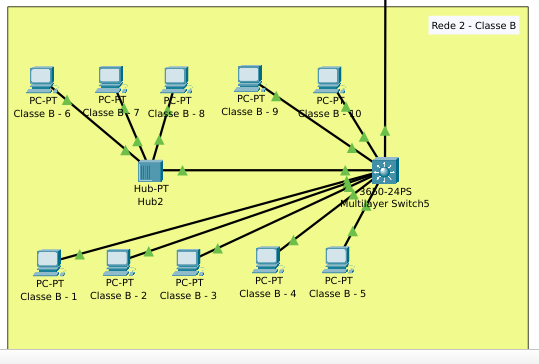 Rede 2 - Classe B
PC-PT
Classe B - 6
PC-PT
Classe B - 7
PC-PT
Classe B - 8
PC-PT
Classe B - 9
PC-PT
Classe B - 10
Hub-PT
Hub2
3650-24PS
Multilayer Switch5
PC-PT
Classe B - 1
PC-PT
Classe B - 2
PC-PT
Classe B - 3
PC-PT
Classe B - 4
PC-PT
Classe B - 5